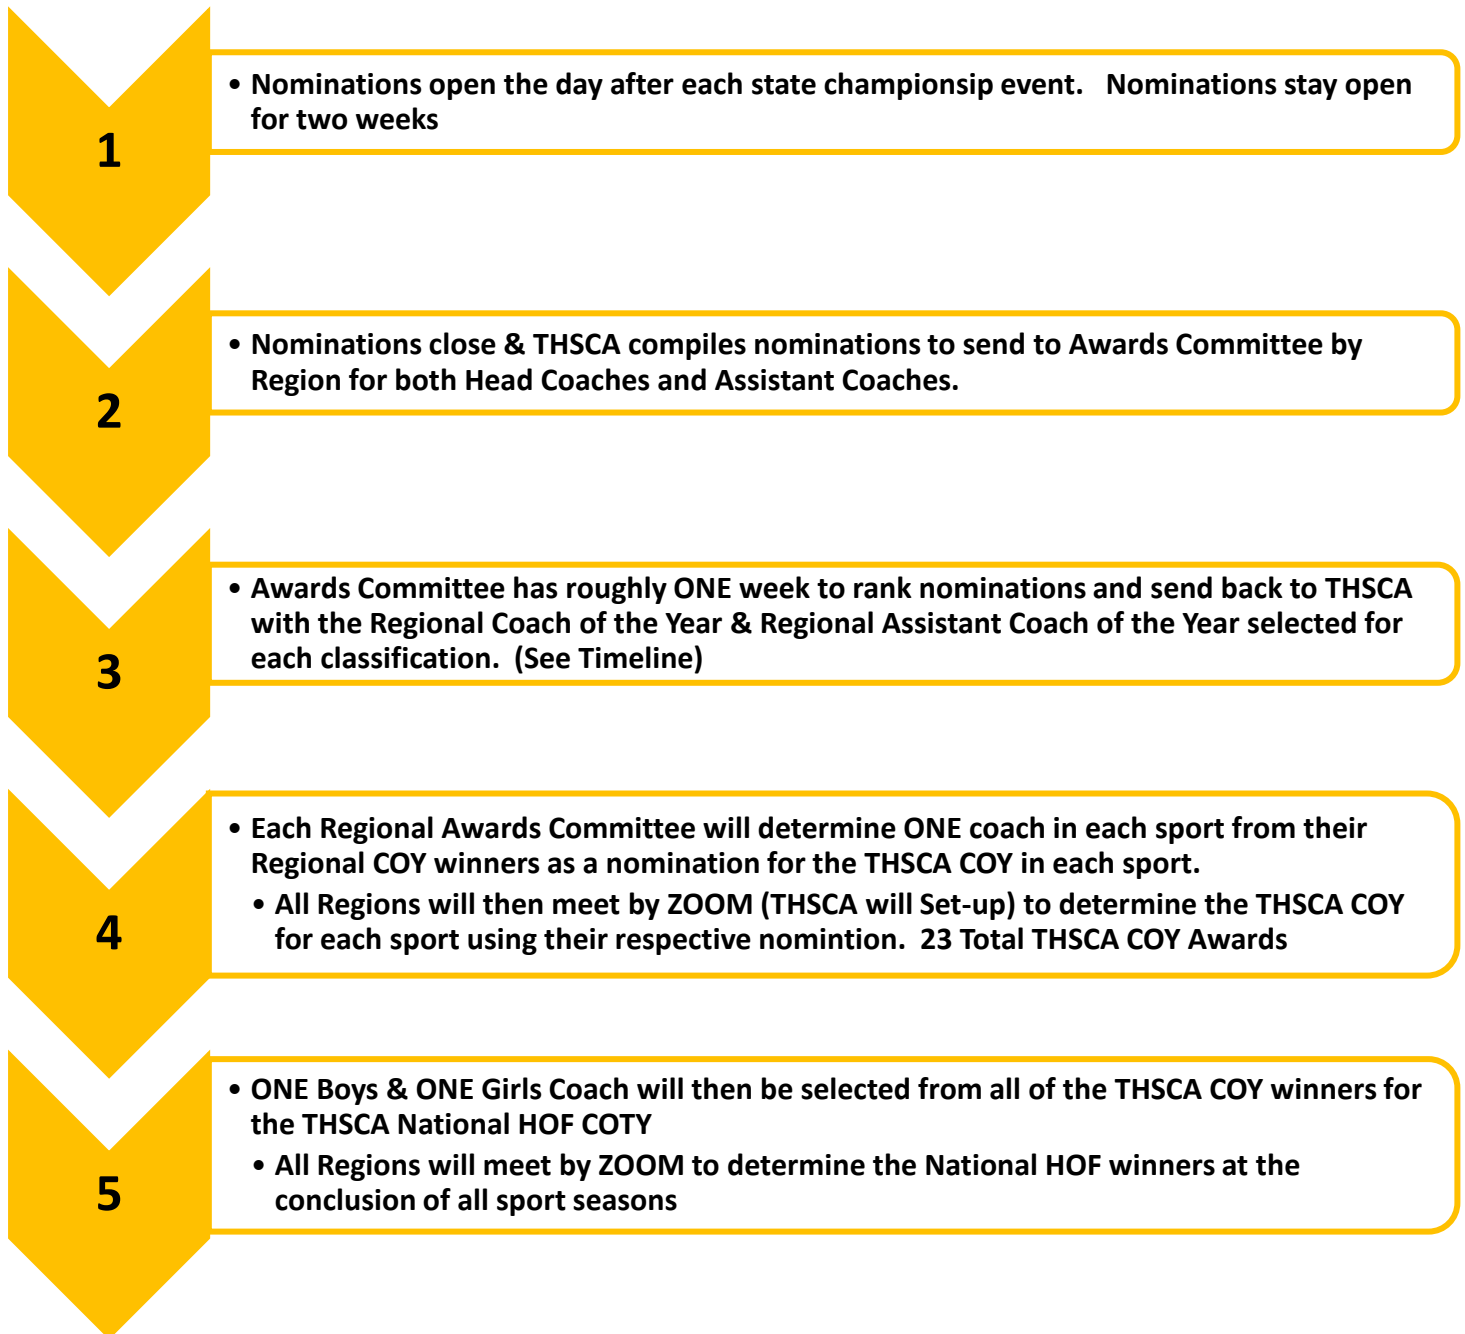 1
• Nominations open the day after each state championsip event.   Nominations stay open
for two weeks
2
• Nominations close & THSCA compiles nominations to send to Awards Committee by
Region for both Head Coaches and Assistant Coaches.
3
• Awards Committee has roughly ONE week to rank nominations and send back to THSCA
with the Regional Coach of the Year & Regional Assistant Coach of the Year selected for
each classification.  (See Timeline)
4
• Each Regional Awards Committee will determine ONE coach in each sport from their
Regional COY winners as a nomination for the THSCA COY in each sport.
• All Regions will then meet by ZOOM (THSCA will Set-up) to determine the THSCA COY
for each sport using their respective nomintion.  23 Total THSCA COY Awards
5
• ONE Boys & ONE Girls Coach will then be selected from all of the THSCA COY winners for
the THSCA National HOF COTY
• All Regions will meet by ZOOM to determine the National HOF winners at the
conclusion of all sport seasons